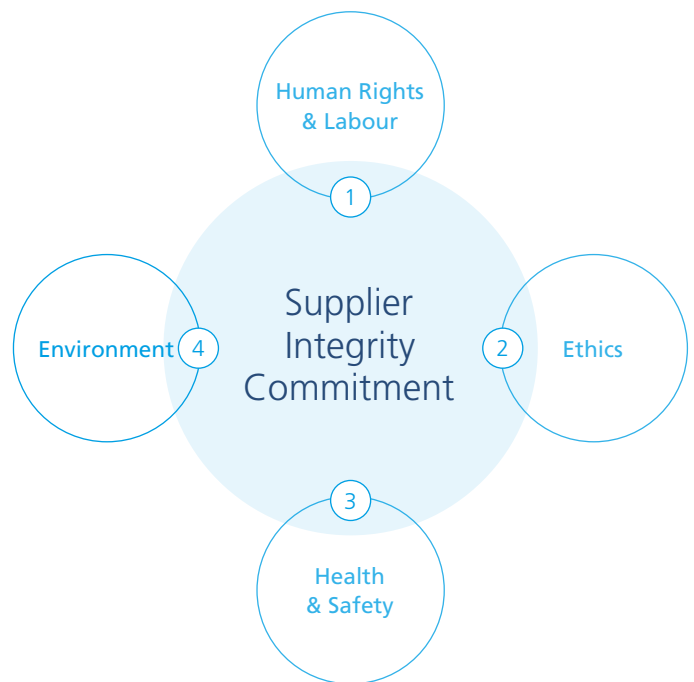 Human Rights
& Labour
1
Supplier
Integrity
Commitment
Environment
4
2
Ethics
3
Health
& Safety